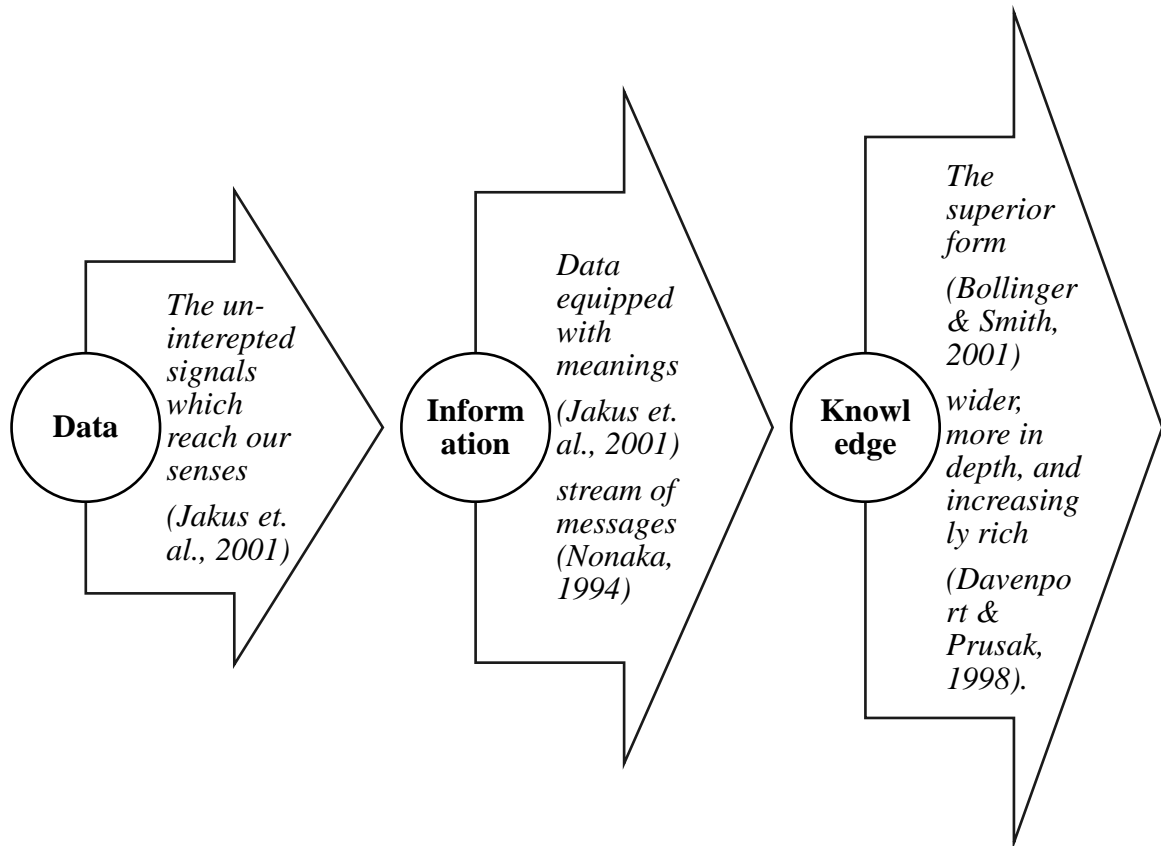 Data
The un-
interepted
signals
which
reach our
senses
(Jakus et.
al., 2001)
Inform
ation
Data
equipped
with
meanings
(Jakus et.
al., 2001)
stream of
messages
(Nonaka,
1994)
Knowl
edge
The
superior
form
(Bollinger
& Smith,
2001)
wider,
more in
depth, and
increasing
ly rich
(Davenpo
rt &
Prusak,
1998).